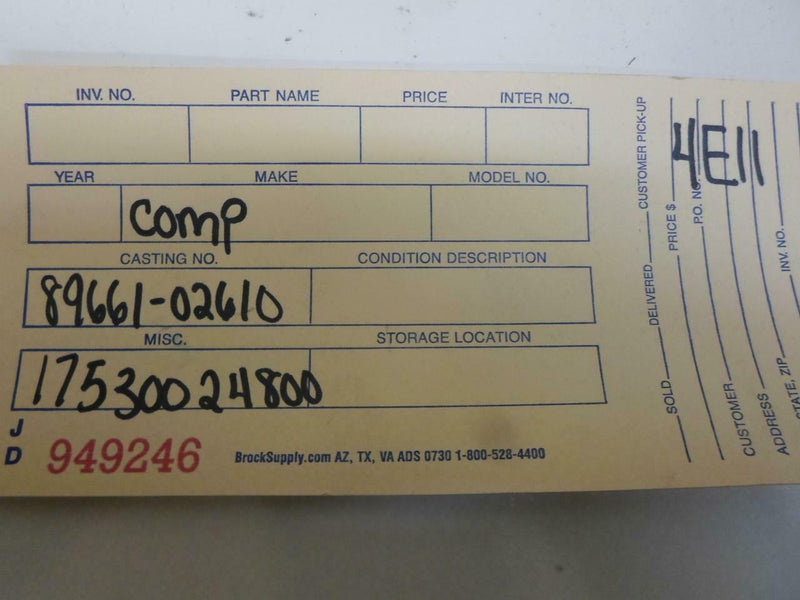 INV. NO. PART NAME PRICE INTER NO.
YEAR MAKE MODEL NO.
comp
CASTING NO. CONDITION DESCRIPTION
89661-02610
MISC. STORAGE LOCATION
17530024800
J
D
949246 BrockSupply.com AZ, TX, VA ADS 0730 1-800-528-4400
SOLD DELIVERED CUSTOMER PICK-UP
PRICE $
P.O. NO.
4E11
CUSTOMER
ADDRESS
INV. NO.
STATE, ZIP